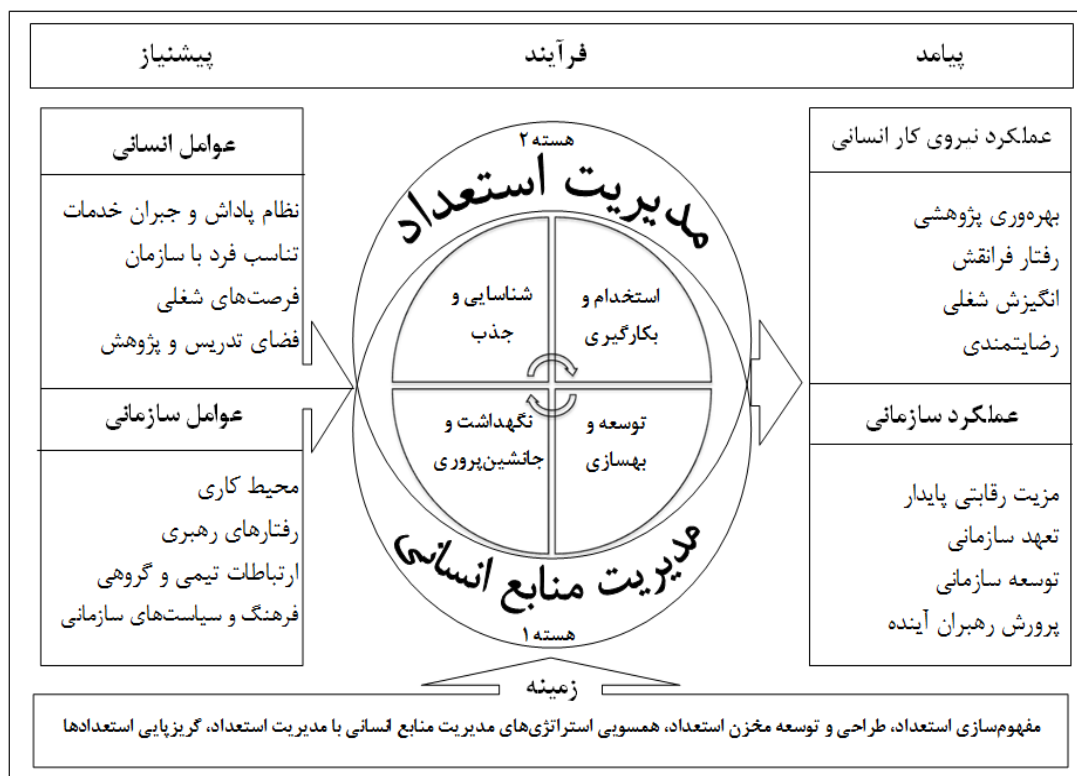 پیشنیاز
فرآیند
پیامد
عوامل انسانی
نظام پاداش و جبران خدمات
تناسب فرد با سازمان
فرصت‌های شغلی
فضای تدریس و پژوهش
عوامل سازمانی
محیط کاری
رفتارهای رهبری
ارتباطات تیمی و گروهی
فرهنگ و سیاست‌های سازمانی
هسته ۲
مدیریت استعداد
شناسایی و
جذب
استخدام و
بکارگیری
نگهداشت و
جانشین‌پروری
توسعه و
بهسازی
مدیریت منابع انسانی
هسته ۱
عملکرد نیروی کار انسانی
بهره‌وری پژوهشی
رفتار فرانقش
انگیزش شغلی
رضایتمندی
عملکرد سازمانی
مزیت رقابتی پایدار
تعهد سازمانی
توسعه سازمانی
پرورش رهبران آینده
زمینه
مفهوم‌سازی استعداد، طراحی و توسعه مخزن استعداد، همسویی استراتژی‌های مدیریت منابع انسانی با مدیریت استعداد، گریزپایی استعدادها